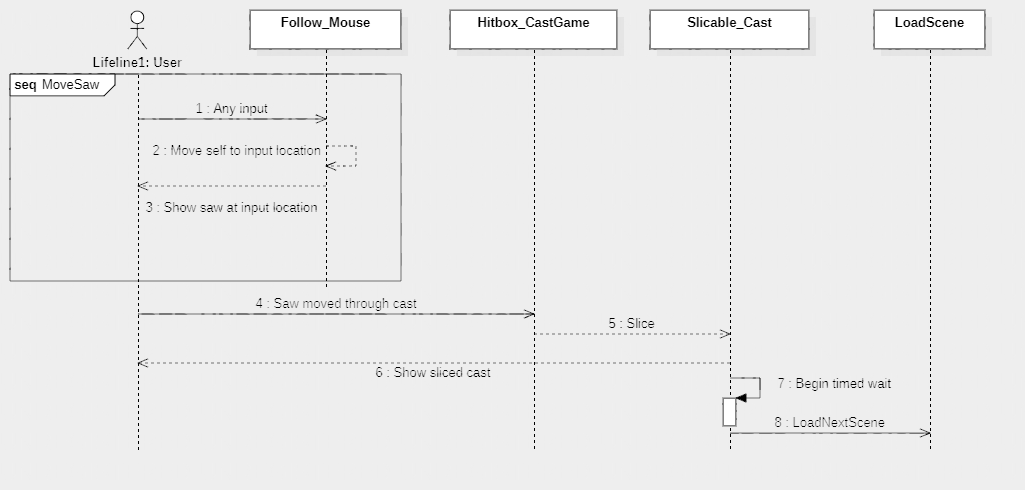 Follow_Mouse
Hitbox_CastGame
Slicable_Cast
LoadScene
Lifeline1: User
seq MoveSaw
1 : Any input
2 : Move self to input location
3 : Show saw at input location
4 : Saw moved through cast
5 : Slice
6 : Show sliced cast
7 : Begin timed wait
8 : LoadNextScene